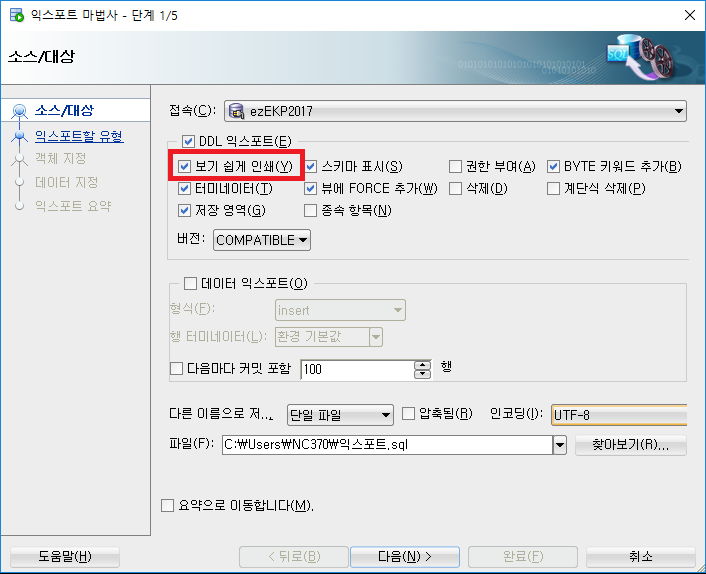 익스포트 마법사 - 단계 1/5
소스/대상
SQL
소스/대상
익스포트할 유형
객체 지정
데이터 지정
익스포트 요약
접속(C): ezEKP2017
DDL 익스포트(E)
보기 쉽게 인쇄(Y) 스키마 표시(S) 권한 부여(A) BYTE 키워드 추가(B)
터미네이터(T) 뷰에 FORCE 추가(W) 삭제(D) 계단식 삭제(P)
저장 영역(G) 종속 항목(N)
버전: COMPATIBLE
데이터 익스포트(O)
형식(F): insert
행 터미네이터(L): 환경 기본값
다음마다 커밋 포함 100 행
다른 이름으로 저... 단일 파일 압축됨(R) 인코딩(I): UTF-8
파일(F): C:₩Users₩NC370₩익스포트.sql 찾아보기(R)...
요약으로 이동합니다(M).
도움말(H) < 뒤로(B) 다음(N) > 완료(F) 취소